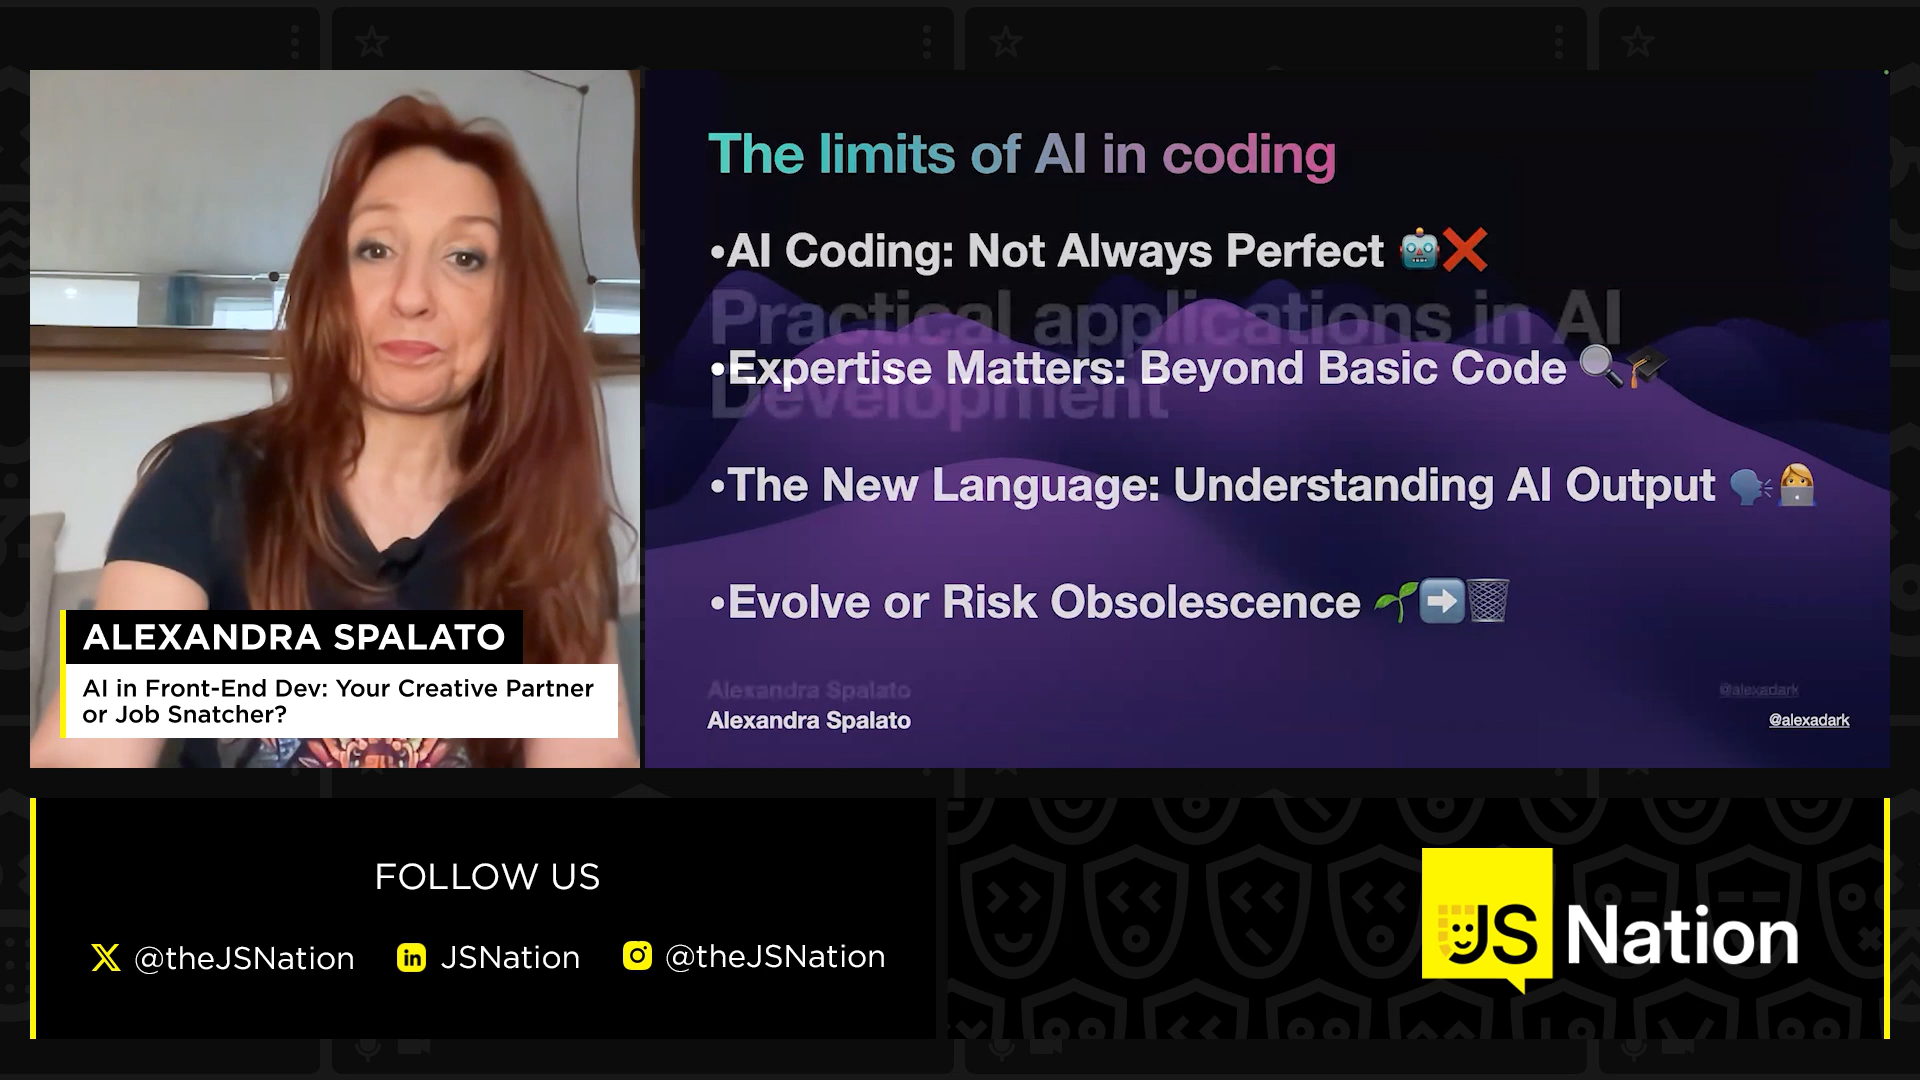 The limits of AI in coding
•AI Coding: Not Always Perfect 🤖❌
Practical applications in AI
•Expertise Matters: Beyond Basic Code 🔍🎓
Development
•The New Language: Understanding AI Output 🗣️👩‍💻
•Evolve or Risk Obsolescence 🌱➡️🗑️
Alexandra Spalato
@alexadark
Alexandra Spalato
@alexadark
ALEXANDRA SPALATO
AI in Front-End Dev: Your Creative Partner
or Job Snatcher?
FOLLOW US
@theJSNation
in JSNation
@theJSNation
JS Nation